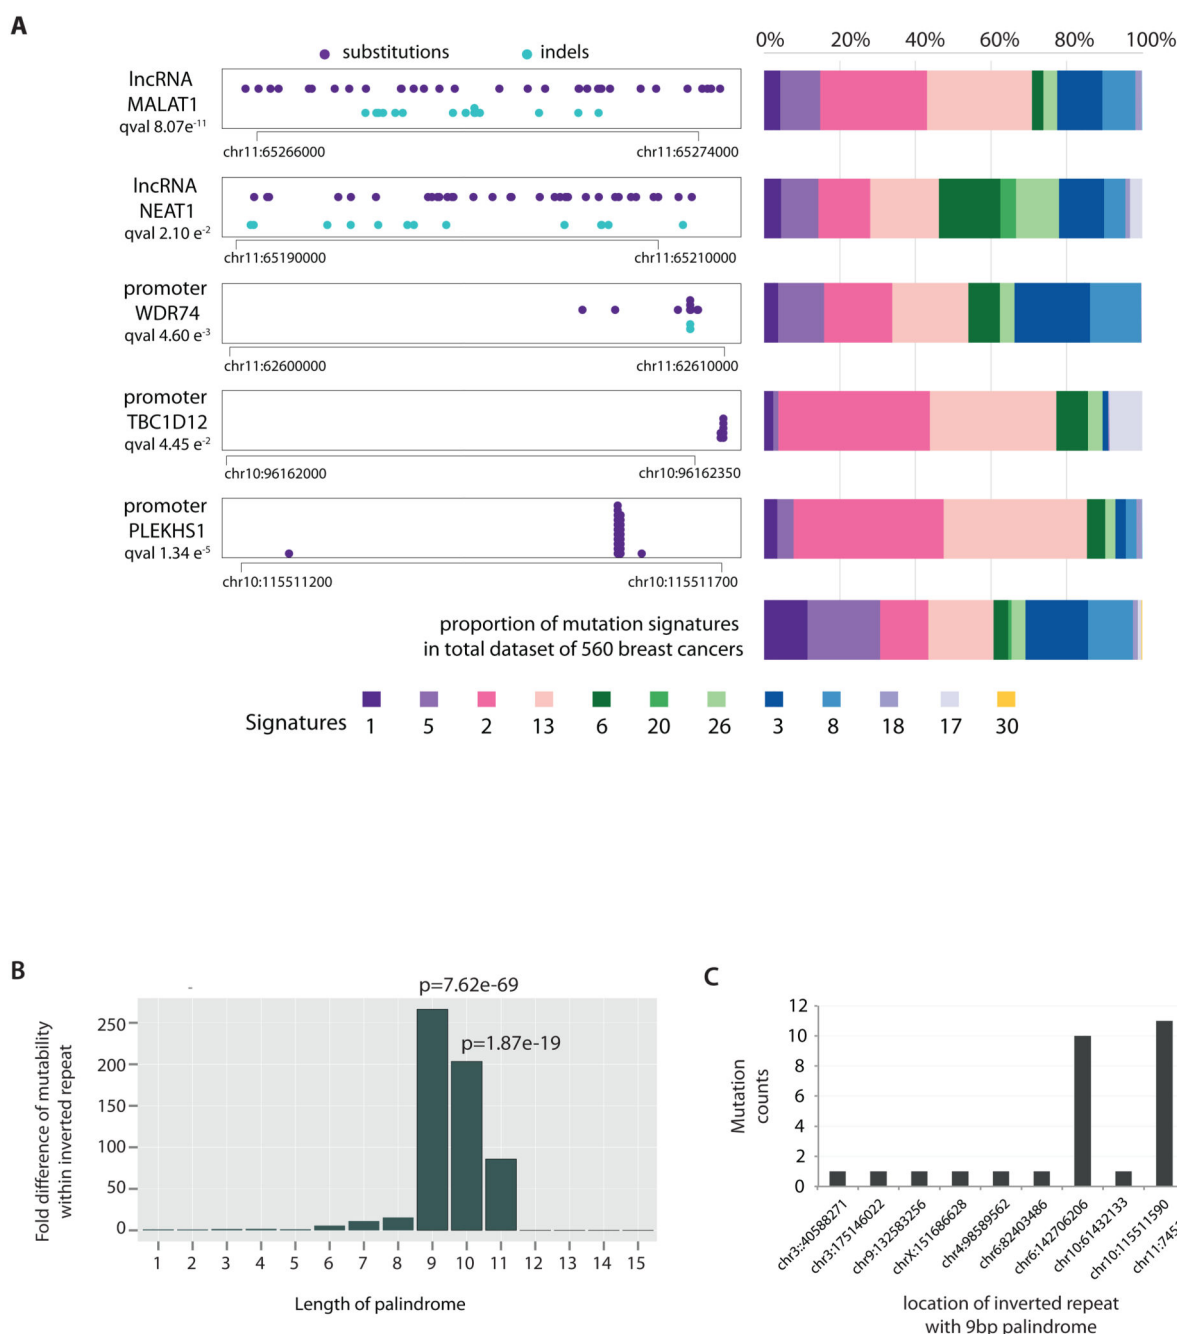 A
substitutions
indels
0% 20% 40% 60% 80% 100%
lncRNA
MALAT1
qval 8.07e-11
chr11:65266000
chr11:65274000
lncRNA
NEAT1
qval 2.10 e-2
chr11:65190000
chr11:65210000
promoter
WDR74
qval 4.60 e-3
chr11:62600000
chr11:62610000
promoter
TBC1D12
qval 4.45 e-2
chr10:96162000
chr10:96162350
promoter
PLEKHS1
qval 1.34 e-5
chr10:115511200
chr10:115511700
proportion of mutation signatures
in total dataset of 560 breast cancers
Signatures 1 5 2 13 6 20 26 3 8 18 17 30
B
p=7.62e-69
p=1.87e-19
Fold difference of mutability
within inverted repeat
250
200
150
100
50
0
1 2 3 4 5 6 7 8 9 10 11 12 13 14 15
Length of palindrome
C
Mutation
counts
12
10
8
6
4
2
0
chr3::40588271
chr3:175146022
chr9:132583256
chrX:151686628
chr4:98589562
chr6:82403486
chr6:142706206
chr10:61432133
chr10:115511590
chr11:745
location of inverted repeat
with 9bp palindrome